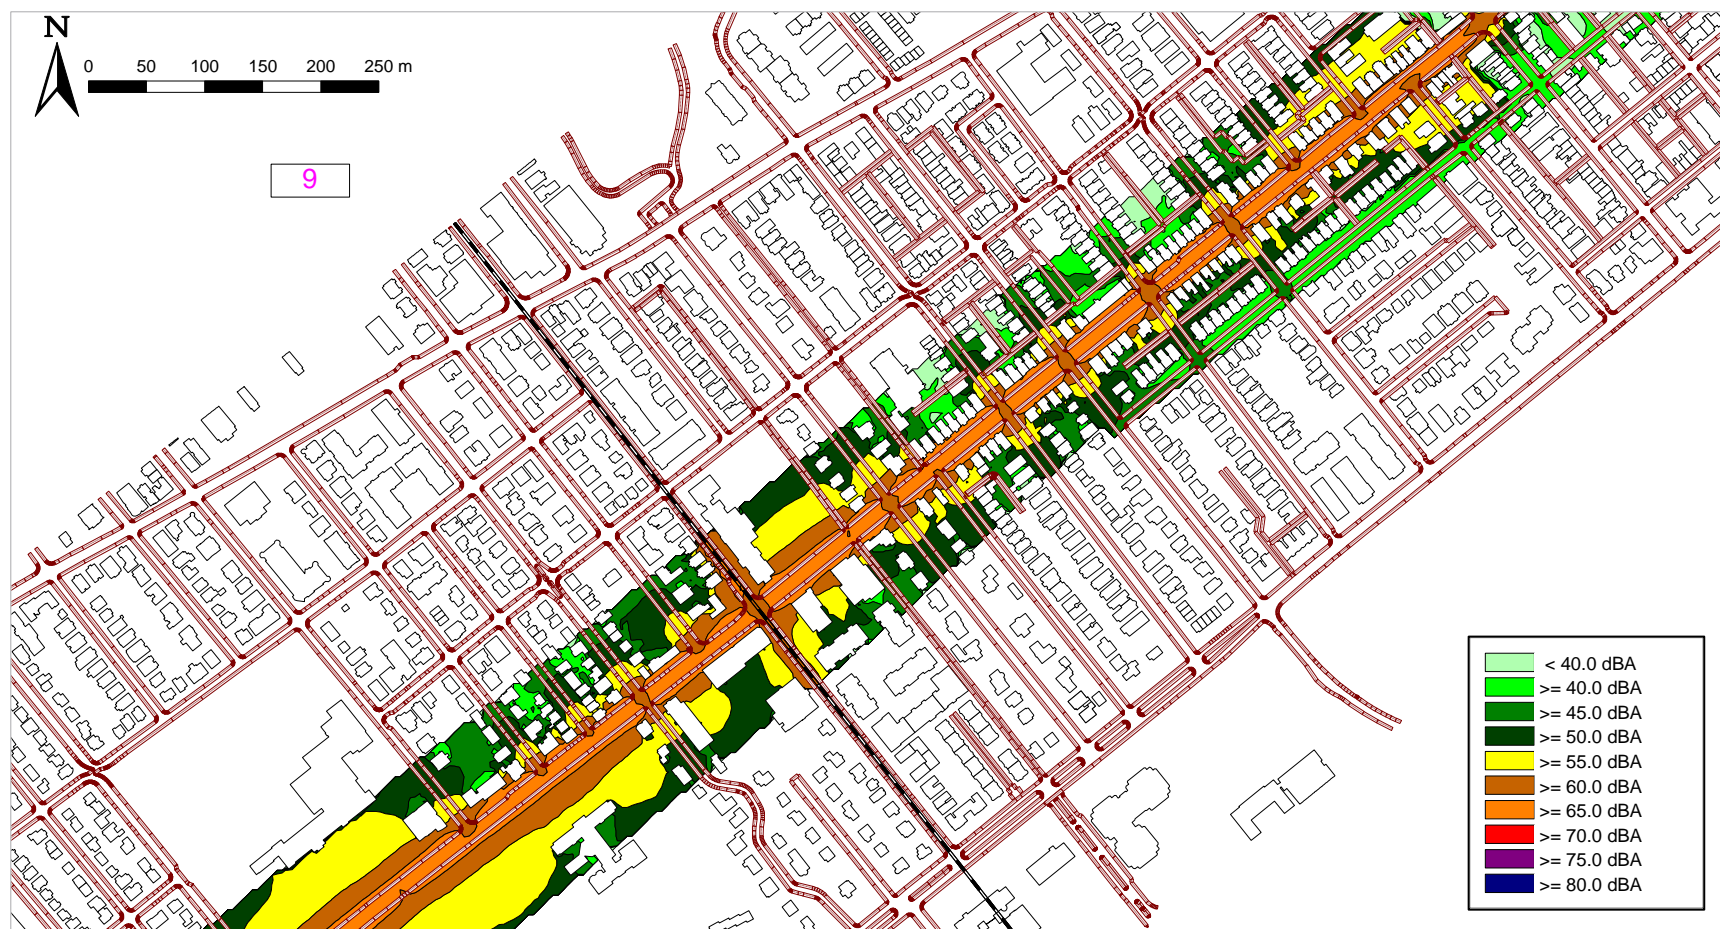 N
0 50 100 150 200 250 m
9
< 40.0 dBA
>= 40.0 dBA
>= 45.0 dBA
>= 50.0 dBA
>= 55.0 dBA
>= 60.0 dBA
>= 65.0 dBA
>= 70.0 dBA
>= 75.0 dBA
>= 80.0 dBA